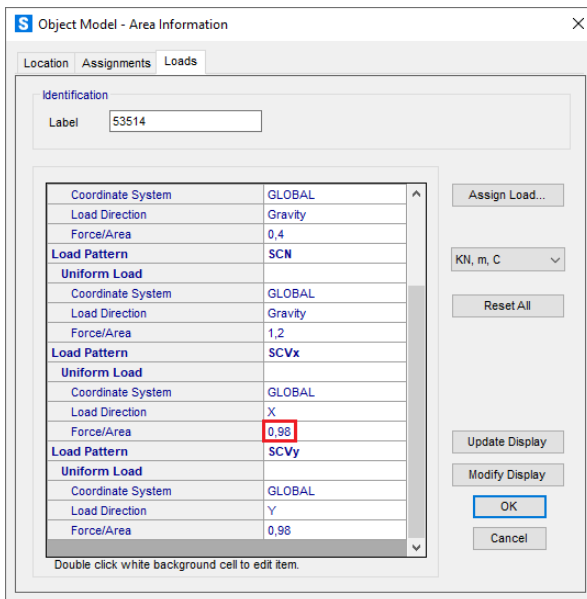 S Object Model - Area Information
Location Assignments Loads
Identification
Label 53514
Coordinate System GLOBAL
Load Direction Gravity
Force/Area 0,4
Load Pattern SCN
Uniform Load
Coordinate System GLOBAL
Load Direction Gravity
Force/Area 1,2
Load Pattern SCVx
Uniform Load
Coordinate System GLOBAL
Load Direction X
Force/Area 0,98
Load Pattern SCVy
Uniform Load
Coordinate System GLOBAL
Load Direction Y
Force/Area 0,98
Double click white background cell to edit item.
Assign Load...
KN, m, C
Reset All
Update Display
Modify Display
OK
Cancel